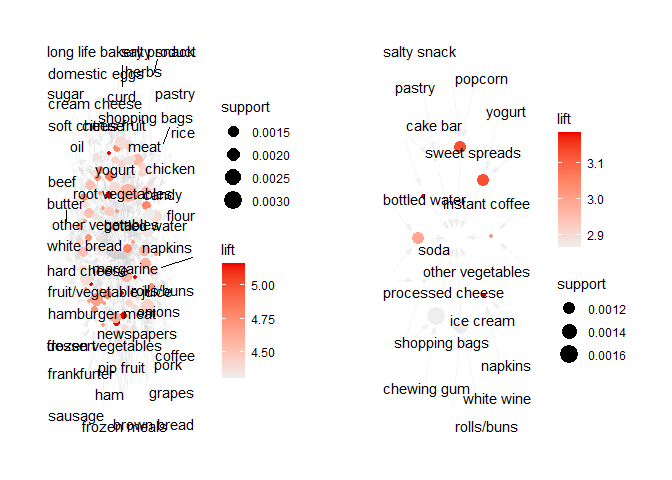 long life bakery product
salty snack
domestic eggs
herbs
sugar
curd
pastry
cream cheese
shopping bags
soft cheese
citrus fruit
rice
oil
meat
yogurt
chicken
beef
root vegetables
candy
butter
flour
other vegetables
bottled water
white bread
napkins
hard cheese
margarine
fruit/vegetable juice
rolls/buns
hamburger meat
onions
newspapers
frozen vegetables
dessert
coffee
pip fruit
pork
frankfurter
ham
grapes
sausage
frozen meals
brown bread
support
0.0015
0.0020
0.0025
0.0030
lift
5.00
4.75
4.50
salty snack
popcorn
pastry
yogurt
cake bar
sweet spreads
bottled water
instant coffee
soda
other vegetables
processed cheese
ice cream
shopping bags
napkins
chewing gum
white wine
rolls/buns
lift
3.1
3.0
2.9
support
0.0012
0.0014
0.0016